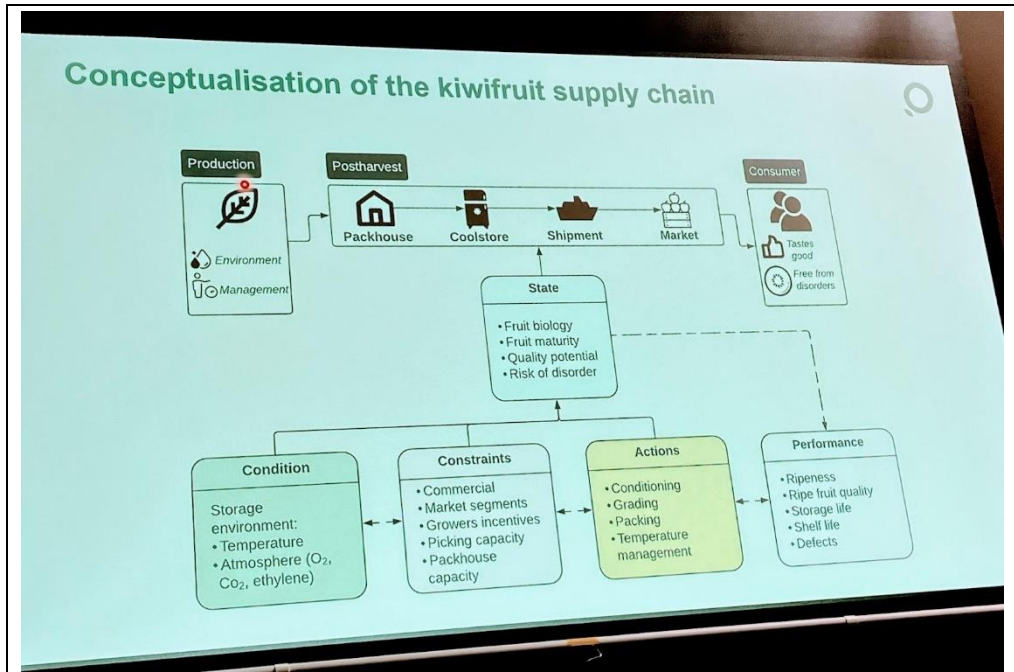 Conceptualisation of the kiwifruit supply chain
Production
Environment
Management
Postharvest
Packhouse
Coolstore
Shipment
Market
Consumer
Tastes
good
Free from
disorders
State
• Fruit biology
• Fruit maturity
• Quality potential
• Risk of disorder
Condition
Storage
environment:
• Temperature
• Atmosphere (O₂,
Co₂, ethylene)
Constraints
• Commercial
• Market segments
• Growers incentives
• Picking capacity
• Packhouse
capacity
Actions
• Conditioning
• Grading
• Packing
• Temperature
management
Performance
• Ripeness
• Ripe fruit quality
• Storage life
• Shelf life
• Defects